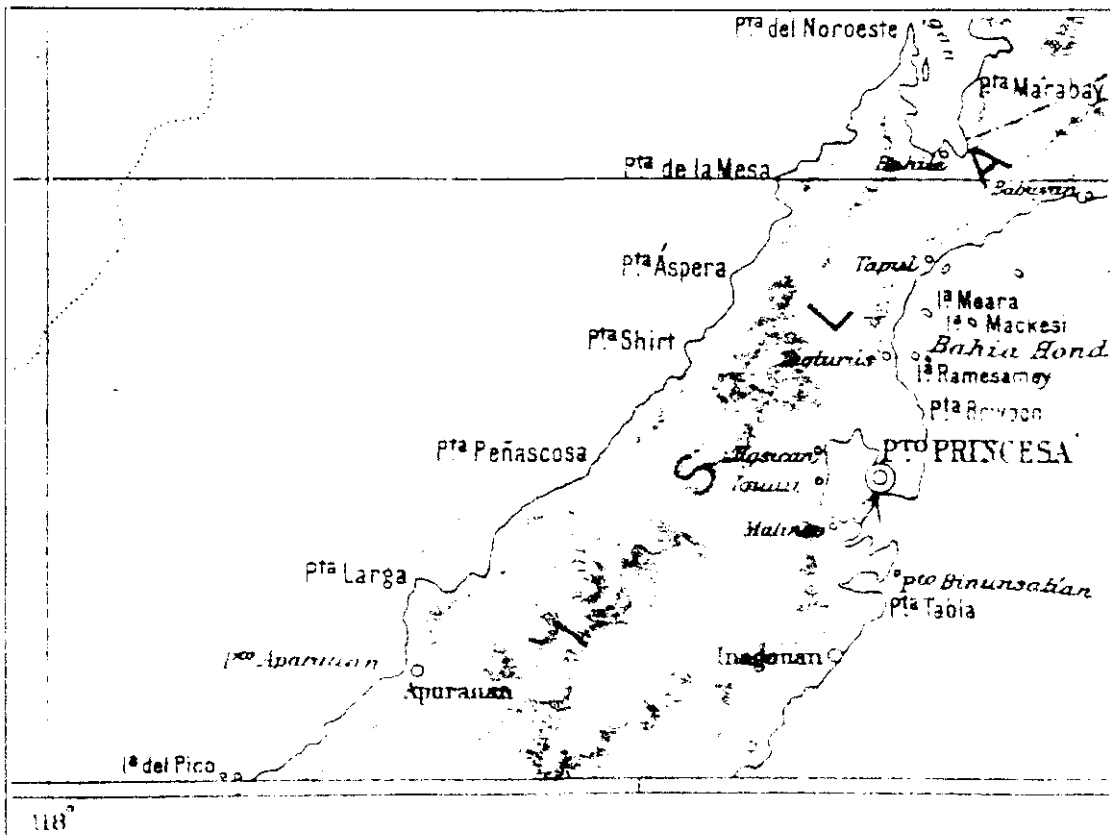 Pta del Noroeste
Pta Marabay
Bahia
A
Pta de la Mesa
Babuyan
Pta Áspera
Tapul
Ia Meara
L
Ia Mackesi
Pta Shirt
Bahia Hond
Ia Ramesamey
Pta
Pta Peñascosa
Pto PRINCESA
S
Pta Larga
Pta Tabla
Pto
Inagonan
Apuranan
Ia del Pico
118°